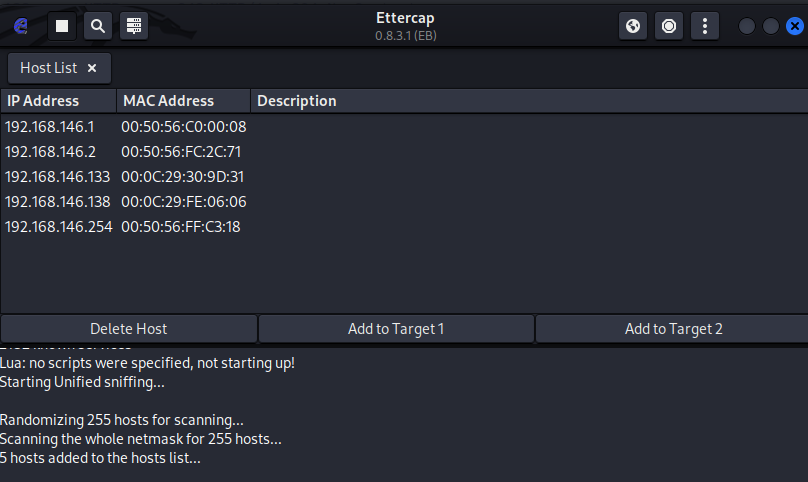 Ettercap
0.8.3.1 (EB)
Host List ×
IP Address MAC Address Description
192.168.146.1 00:50:56:C0:00:08
192.168.146.2 00:50:56:FC:2C:71
192.168.146.133 00:0C:29:30:9D:31
192.168.146.138 00:0C:29:FE:06:06
192.168.146.254 00:50:56:FF:C3:18
Delete Host Add to Target 1 Add to Target 2
Lua: no scripts were specified, not starting up!
Starting Unified sniffing...
Randomizing 255 hosts for scanning...
Scanning the whole netmask for 255 hosts...
5 hosts added to the hosts list...